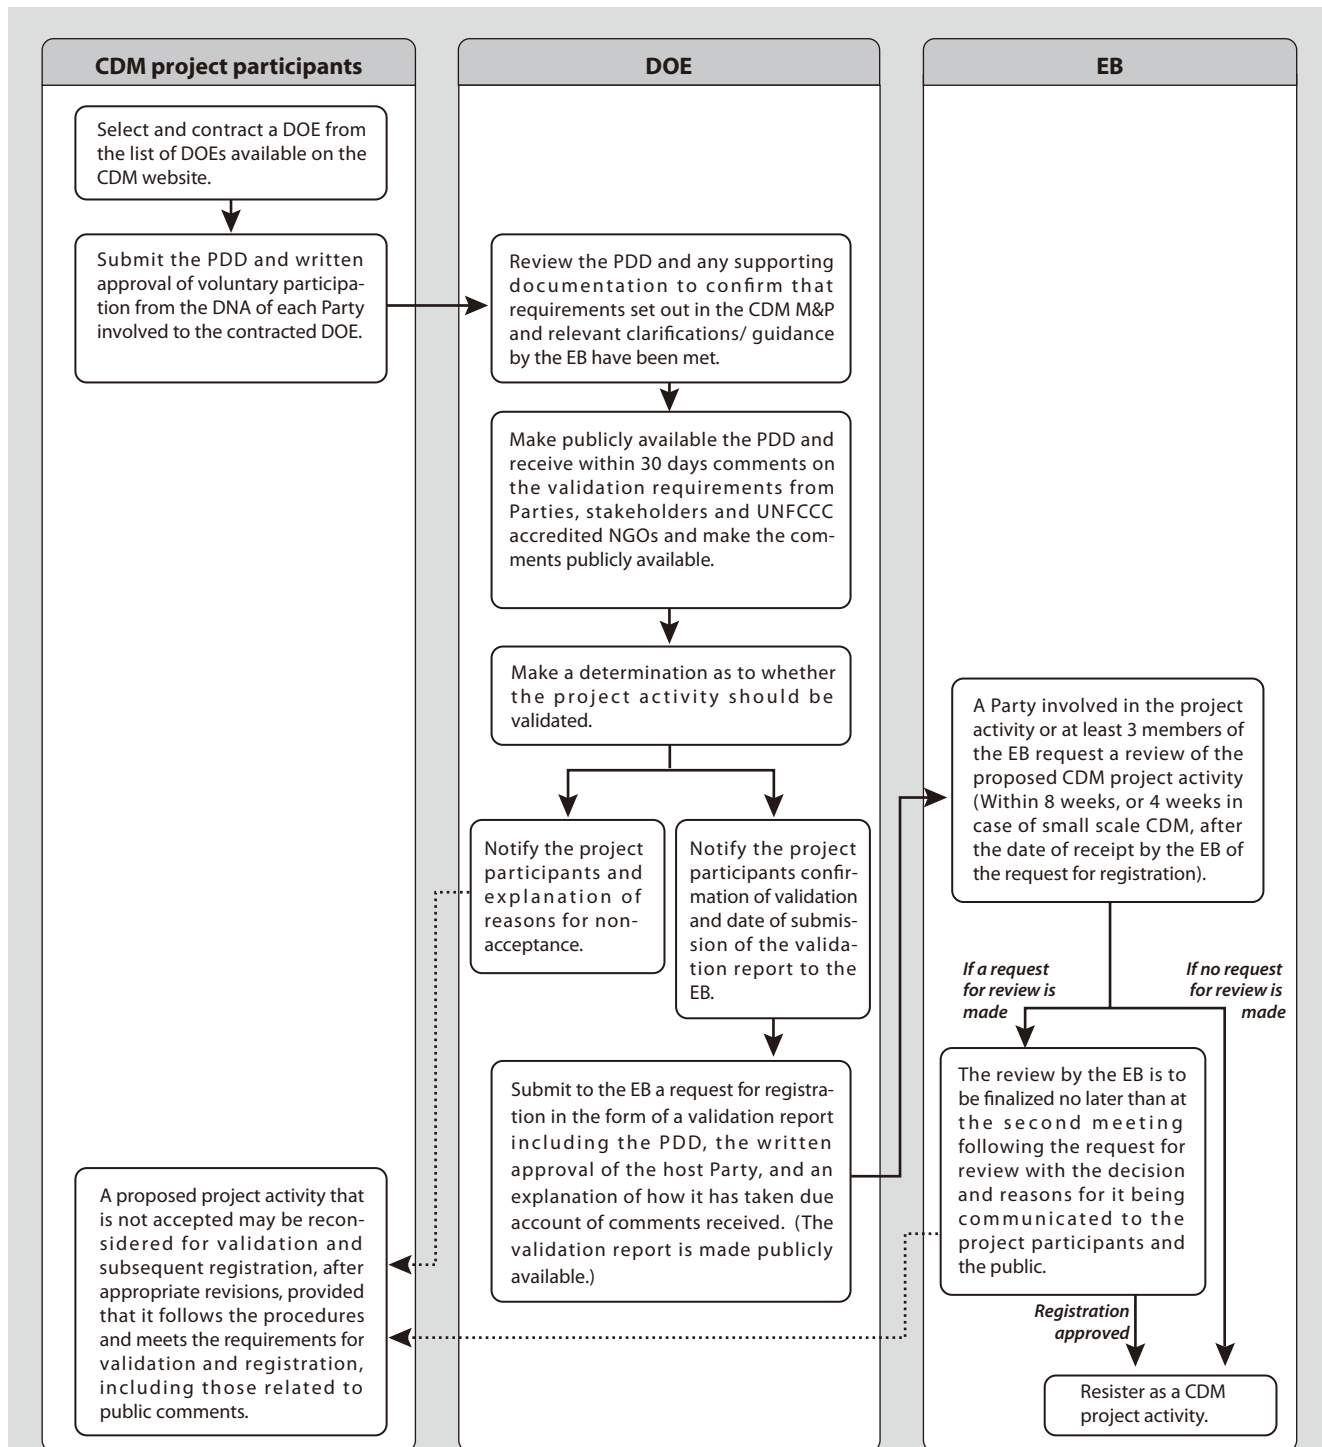 CDM project participants
Select and contract a DOE from
the list of DOEs available on the
CDM website.
Submit the PDD and written
approval of voluntary participa-
tion from the DNA of each Party
involved to the contracted DOE.
A proposed project activity that
is not accepted may be recon-
sidered for validation and
subsequent registration, after
appropriate revisions, provided
that it follows the procedures
and meets the requirements for
validation and registration,
including those related to
public comments.
DOE
Review the PDD and any supporting
documentation to confirm that
requirements set out in the CDM M&P
and relevant clarifications/ guidance
by the EB have been met.
Make publicly available the PDD and
receive within 30 days comments on
the validation requirements from
Parties, stakeholders and UNFCCC
accredited NGOs and make the com-
ments publicly available.
Make a determination as to whether
the project activity should be
validated.
Notify the project
participants and
explanation of
reasons for non-
acceptance.
Notify the project
participants confir-
mation of validation
and date of submis-
sion of the valida-
tion report to the
EB.
Submit to the EB a request for registra-
tion in the form of a validation report
including the PDD, the written
approval of the host Party, and an
explanation of how it has taken due
account of comments received. (The
validation report is made publicly
available.)
EB
A Party involved in the project
activity or at least 3 members of
the EB request a review of the
proposed CDM project activity
(Within 8 weeks, or 4 weeks in
case of small scale CDM, after
the date of receipt by the EB of
the request for registration).
If a request
for review is
made
If no request
for review is
made
The review by the EB is to
be finalized no later than at
the second meeting
following the request for
review with the decision
and reasons for it being
communicated to the
project participants and
the public.
Registration
approved
Resister as a CDM
project activity.